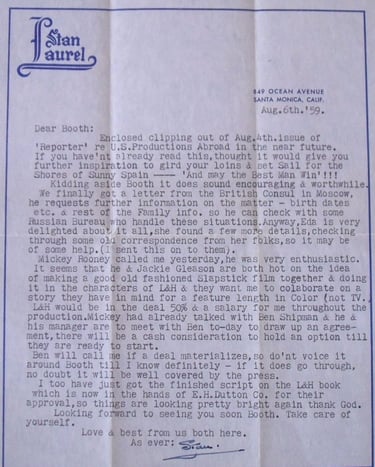 Stan Laurel
849 OCEAN AVENUE
SANTA MONICA, CALIF.
Aug.6th.'59.
Dear Booth:
Enclosed clipping out of Aug.4th.issue of
'Reporter' re U.S.Productions Abroad in the near future.
If you have'nt already read this,thought it would give you
further inspiration to gird your loins & set Sail for the
Shores of Sunny Spain ---- 'And may the Best Man Win'!!!
Kidding aside Booth it does sound encouraging & worthwhile.
We finally got a letter from the British Consul in Moscow,
he requests further information on the matter - birth dates
etc. & rest of the Family info. so he can check with some
Russian Bureau who handle these situations.Anyway,Eda is very
delighted about it all,she found a few more details,checking
through some old correspondence from her folks,so it may be
of some help.(I sent this on to them).
Mickey Rooney called me yesterday,he was very enthusiastic.
It seems that he & Jackie Gleason are both hot on the idea
of making a good old fashioned Slapstick film together & doing
it in the characters of L&H & they want me to colaborate on a
story they have in mind for a feature length in Color (not TV.)
L&H would be in the deal 50% & a salary for me throughout the
production.Mickey had already talked with Ben Shipman & he &
his manager are to meet with Ben to-day to draw up an agree-
ment,there will be a cash consideration to hold an option till
they are ready to start.
Ben will call me if a deal materializes,so do'nt voice it
around Booth till I know definitely - if it does go through,
no doubt it will be well covered by the press.
I too have just got the finished script on the L&H book
which is now in the hands of E.H.Dutton Co. for their
approval,so things are looking pretty bright again thank God.
Looking forward to seeing you soon Booth. Take care of
yourself.
Love & best from us both here.
As ever: Stan.